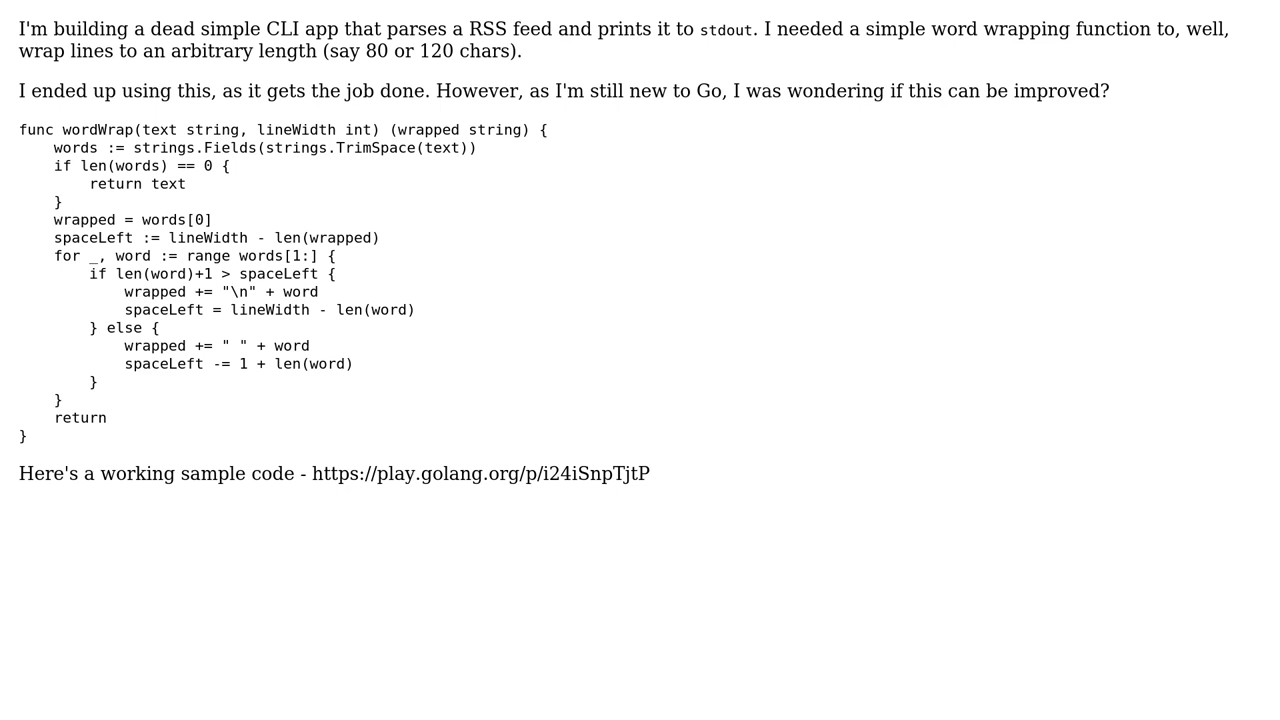 I'm building a dead simple CLI app that parses a RSS feed and prints it to stdout. I needed a simple word wrapping function to, well,
wrap lines to an arbitrary length (say 80 or 120 chars).
I ended up using this, as it gets the job done. However, as I'm still new to Go, I was wondering if this can be improved?
func wordWrap(text string, lineWidth int) (wrapped string) {
    words := strings.Fields(strings.TrimSpace(text))
    if len(words) == 0 {
        return text
    }
    wrapped = words[0]
    spaceLeft := lineWidth - len(wrapped)
    for _, word := range words[1:] {
        if len(word)+1 > spaceLeft {
            wrapped += "\n" + word
            spaceLeft = lineWidth - len(word)
        } else {
            wrapped += " " + word
            spaceLeft -= 1 + len(word)
        }
    }
    return
}
Here's a working sample code - https://play.golang.org/p/i24iSnpTjtP